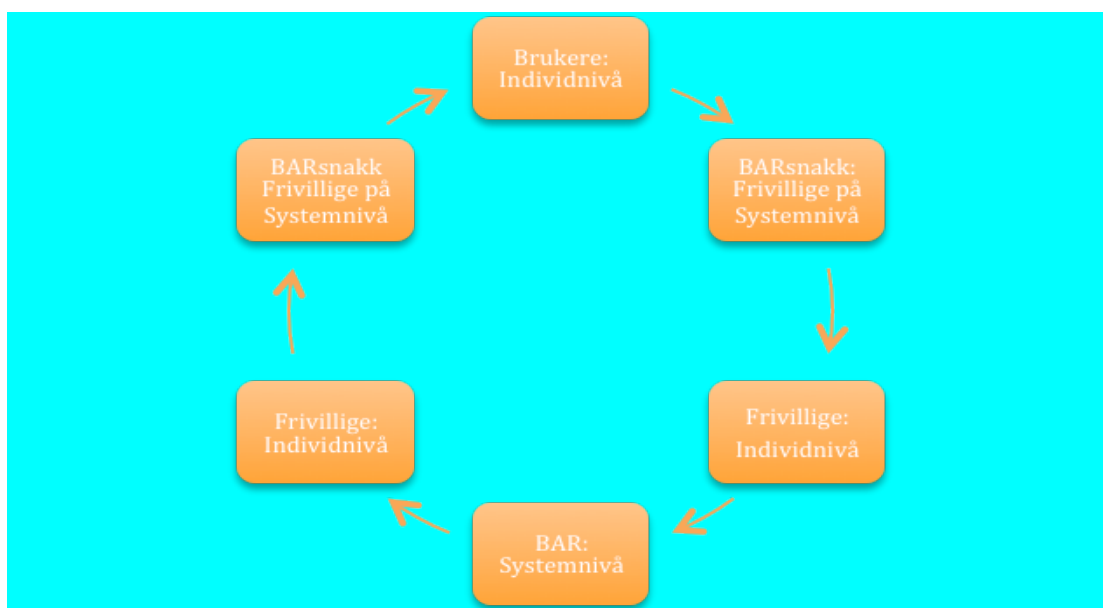 Brukere:
Individnivå
BARsnakk
Frivillige på
Systemnivå
BARsnakk:
Frivillige på
Systemnivå
Frivillige:
Individnivå
Frivillige:
Individnivå
BAR:
Systemnivå